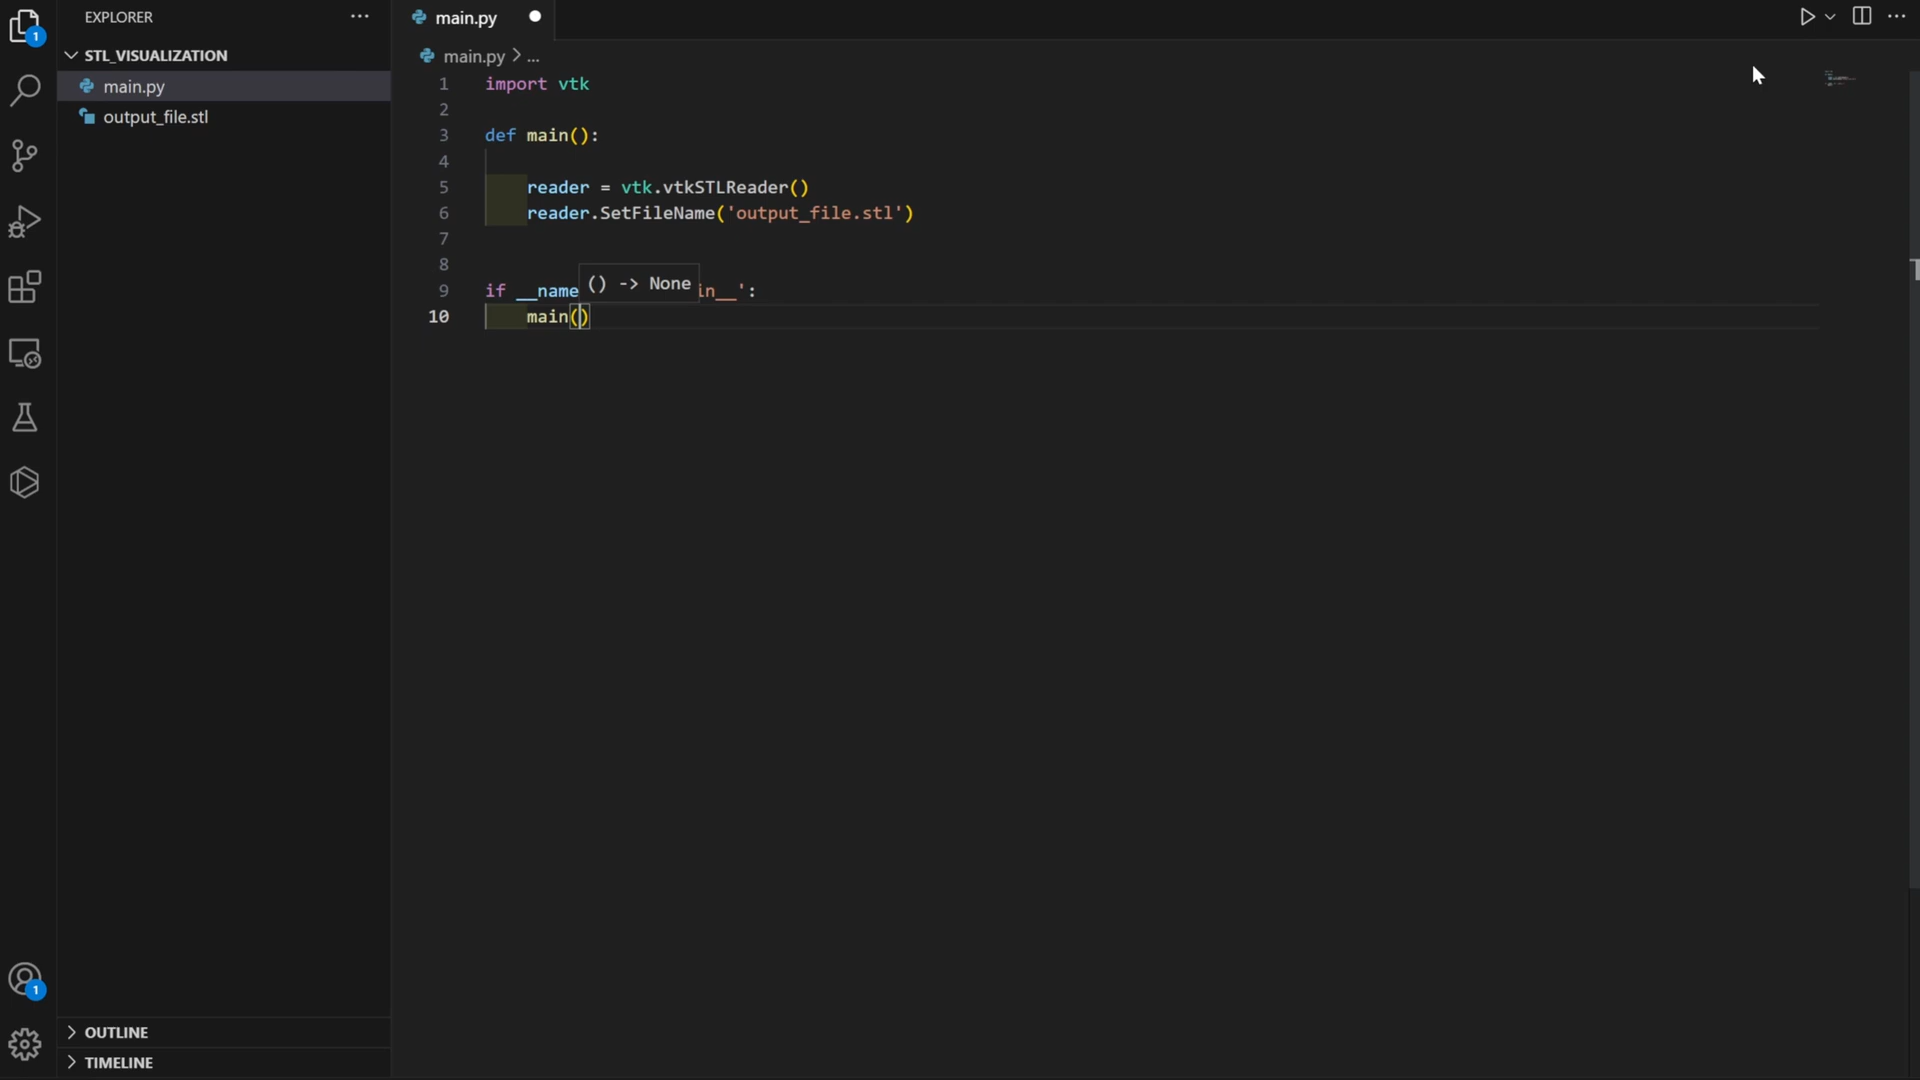 EXPLORER
STL_VISUALIZATION
main.py
output_file.stl
OUTLINE
TIMELINE
1
1
main.py
main.py > ...
1 import vtk
2
3 def main():
4
5 reader = vtk.vtkSTLReader()
6 reader.SetFileName('output_file.stl')
7
8
() -> None
9 if __name in__':
10 main()